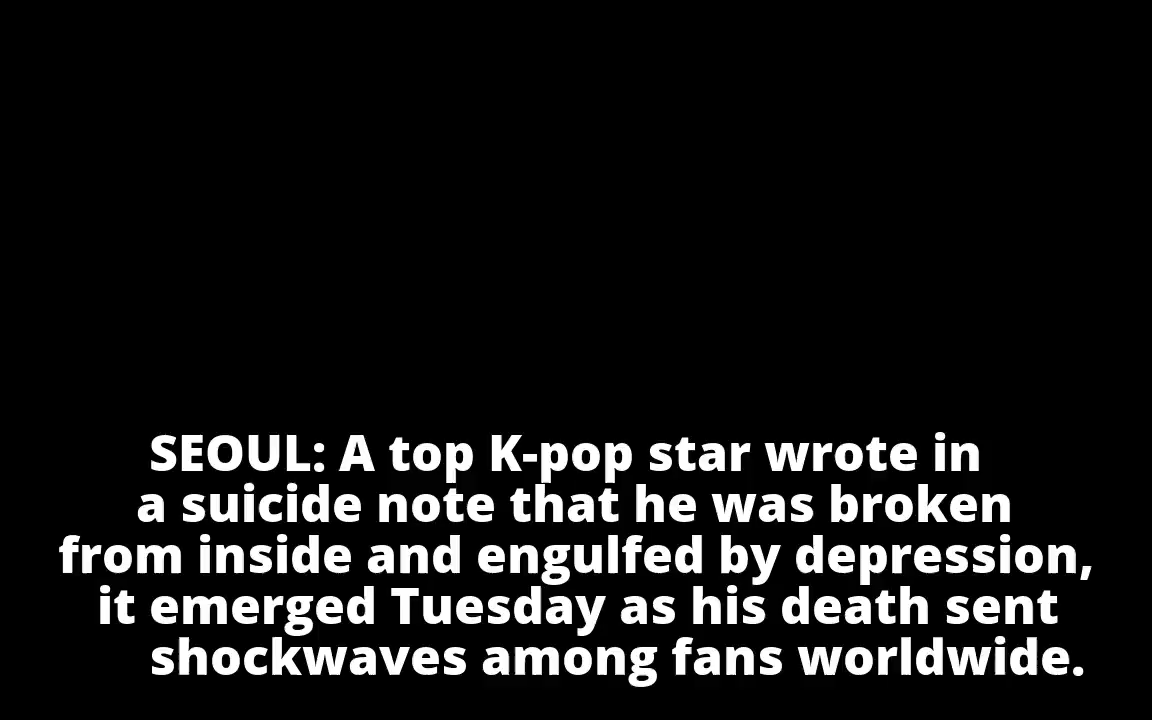 SEOUL: A top K-pop star wrote in
a suicide note that he was broken
from inside and engulfed by depression,
it emerged Tuesday as his death sent
shockwaves among fans worldwide.